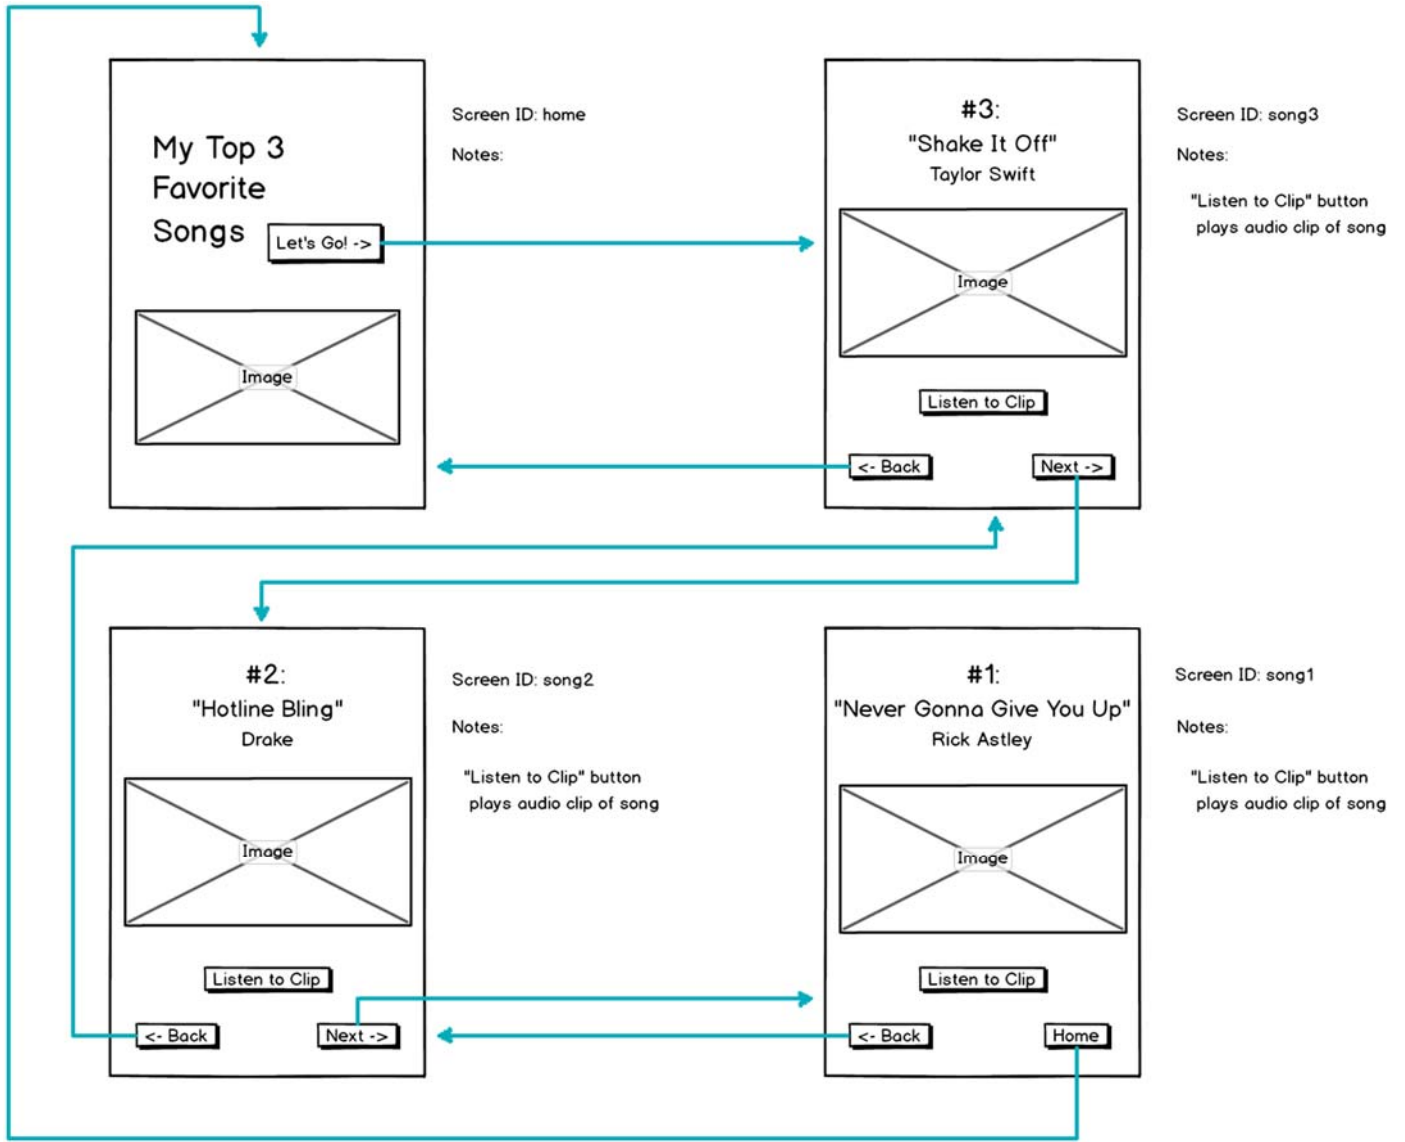 My Top 3
Favorite
Songs
Let's Go! ->
Image
Screen ID: home
Notes:
#3:
"Shake It Off"
Taylor Swift
Image
Listen to Clip
<- Back
Next ->
Screen ID: song3
Notes:
"Listen to Clip" button
plays audio clip of song
#2:
"Hotline Bling"
Drake
Image
Listen to Clip
<- Back
Next ->
Screen ID: song2
Notes:
"Listen to Clip" button
plays audio clip of song
#1:
"Never Gonna Give You Up"
Rick Astley
Image
Listen to Clip
<- Back
Home
Screen ID: song1
Notes:
"Listen to Clip" button
plays audio clip of song